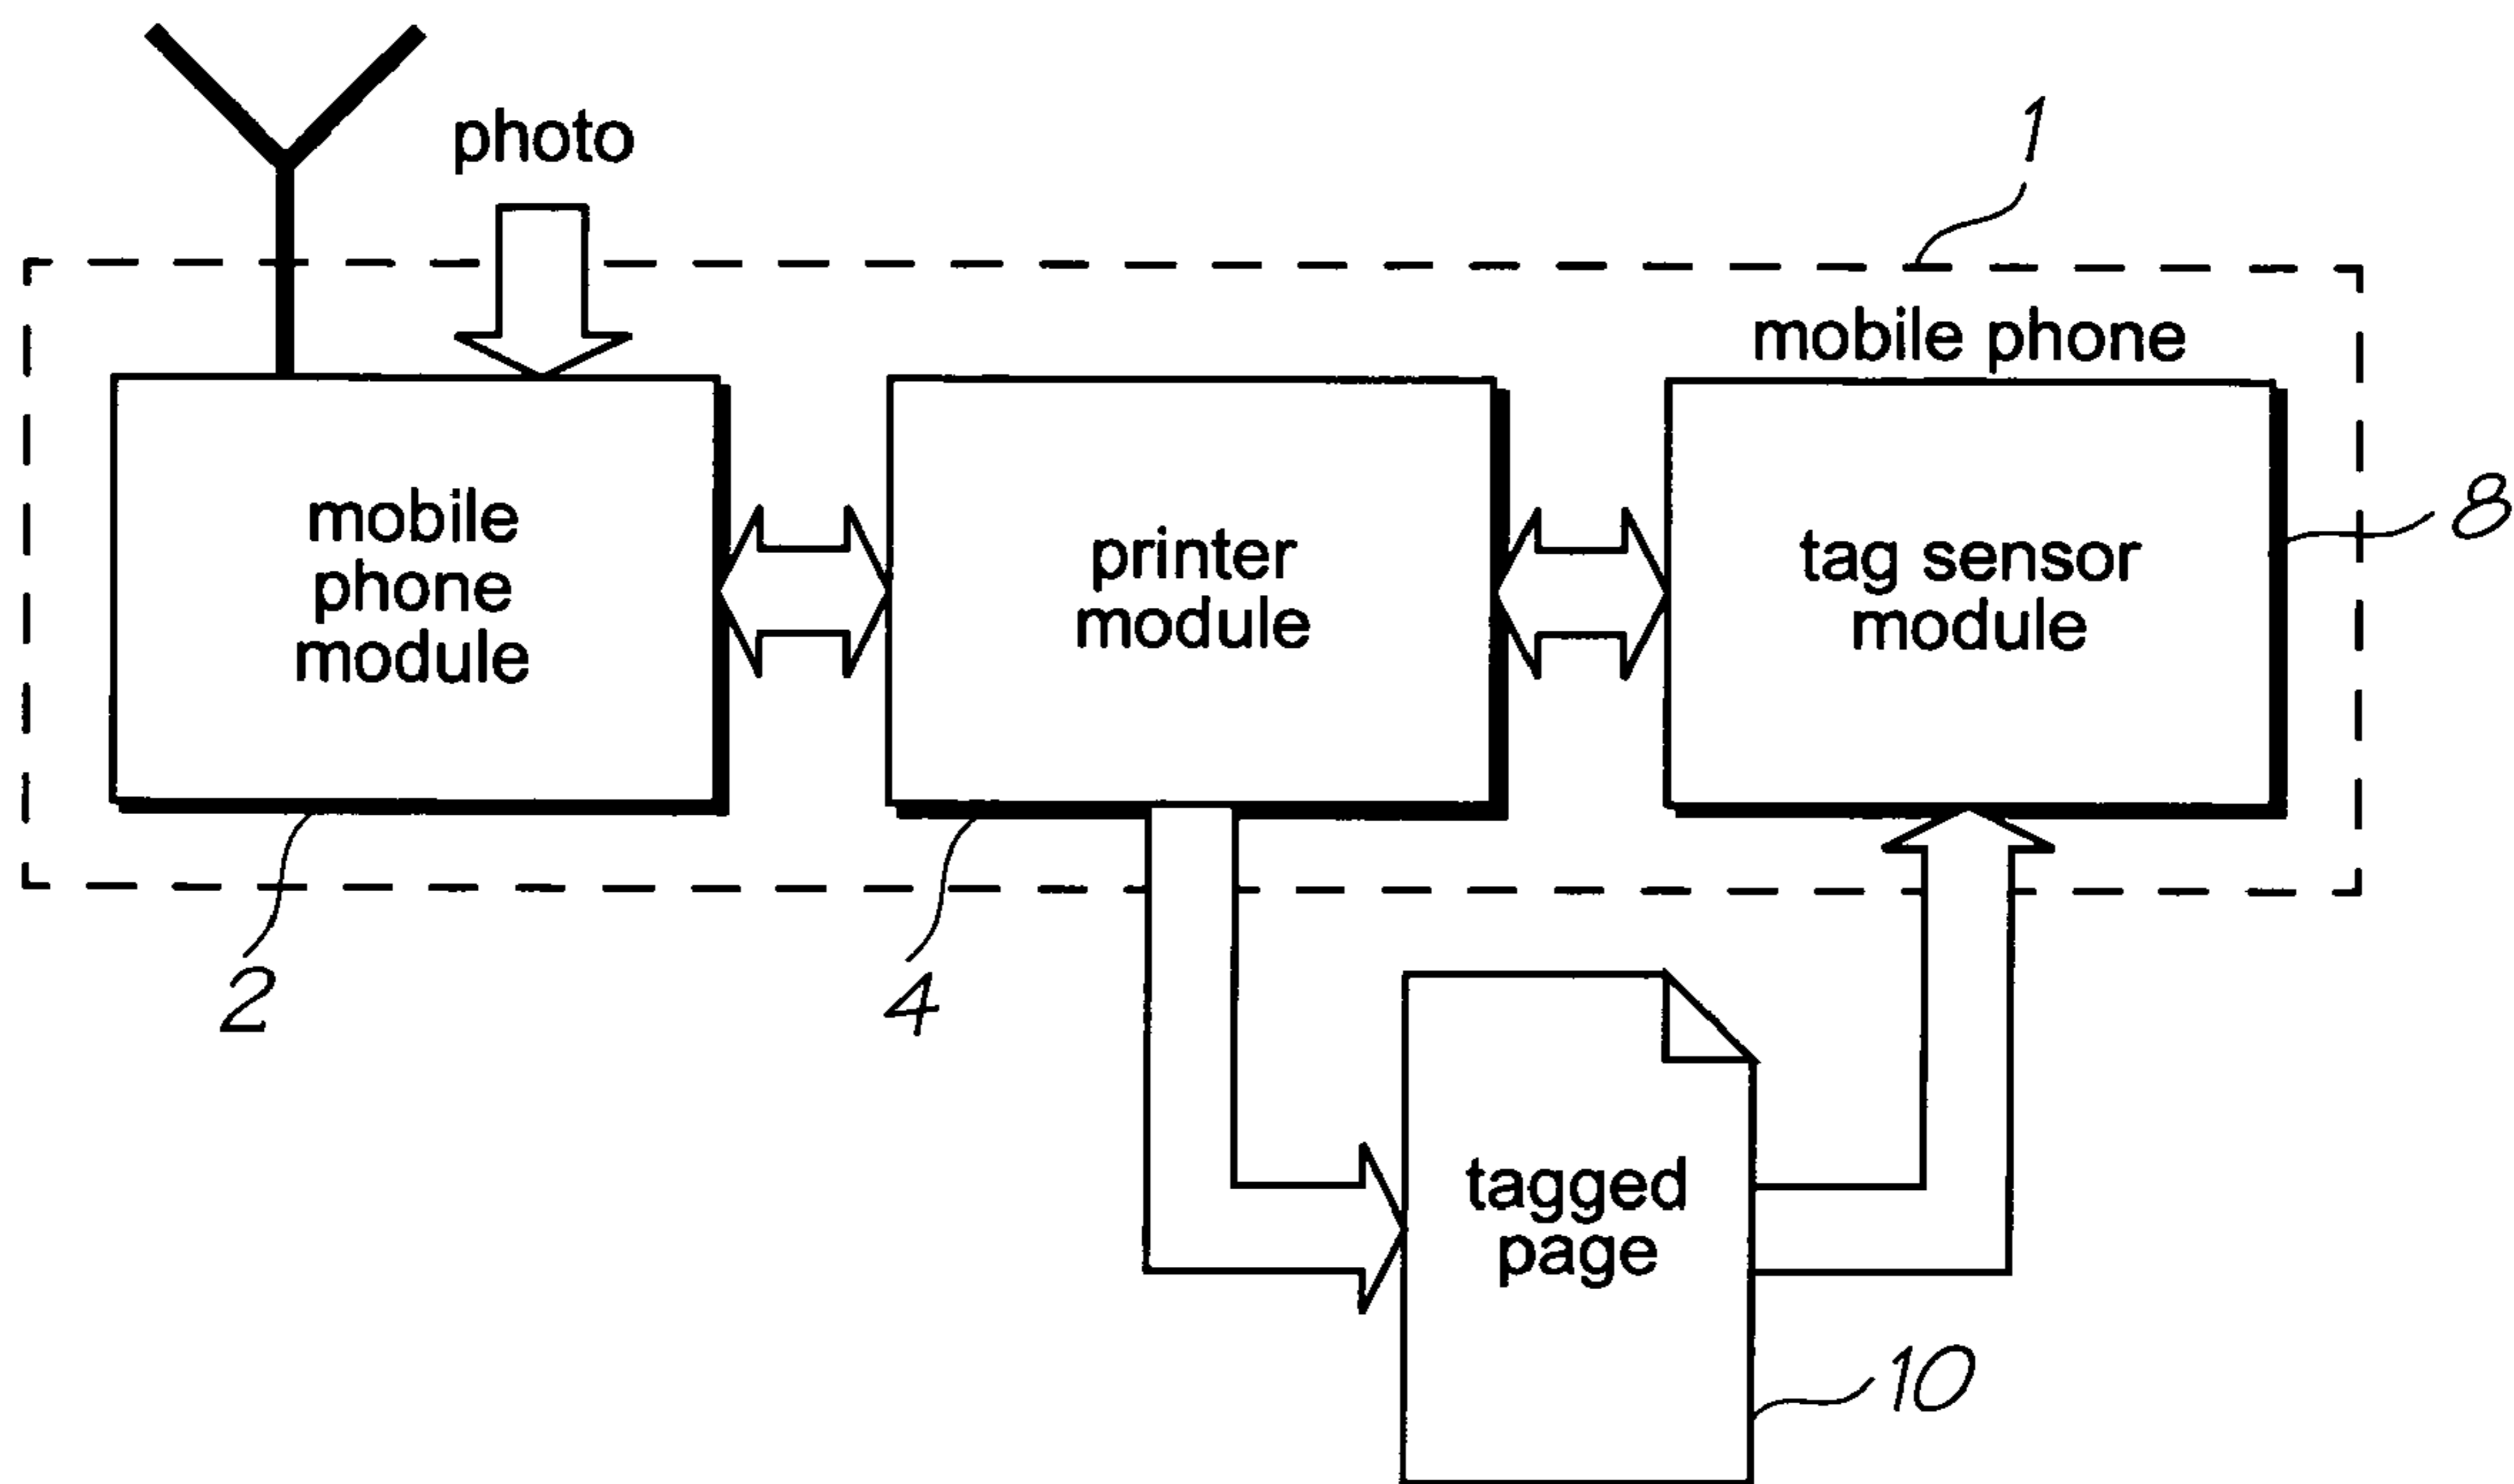 photo
1
mobile phone
mobile
phone
module
printer
module
tag sensor
module
8
2
4
tagged
page
10